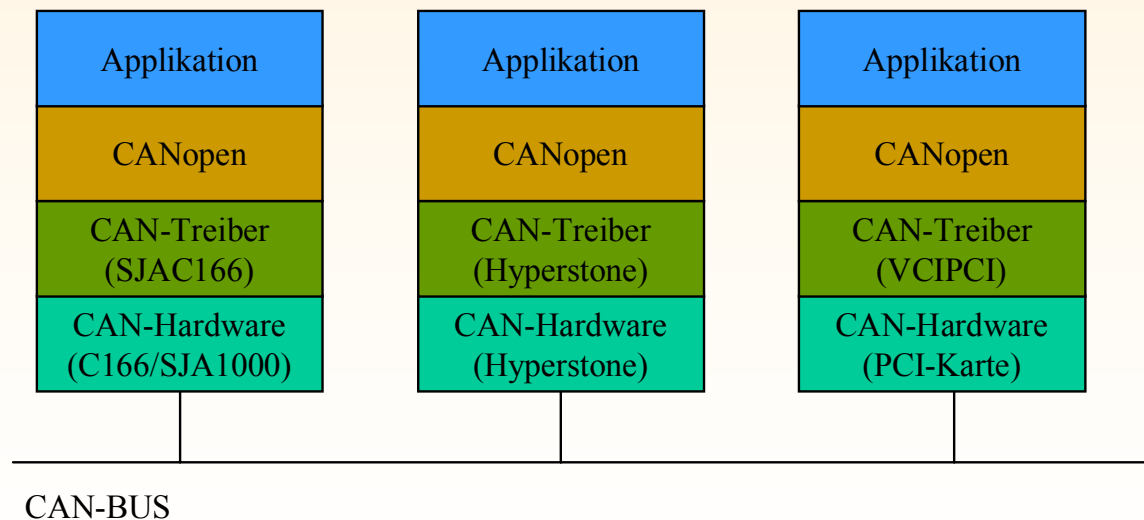 Applikation
CANopen
CAN-Treiber
(SJAC166)
CAN-Hardware
(C166/SJA1000)
Applikation
CANopen
CAN-Treiber
(Hyperstone)
CAN-Hardware
(Hyperstone)
Applikation
CANopen
CAN-Treiber
(VCIPCI)
CAN-Hardware
(PCI-Karte)
CAN-BUS